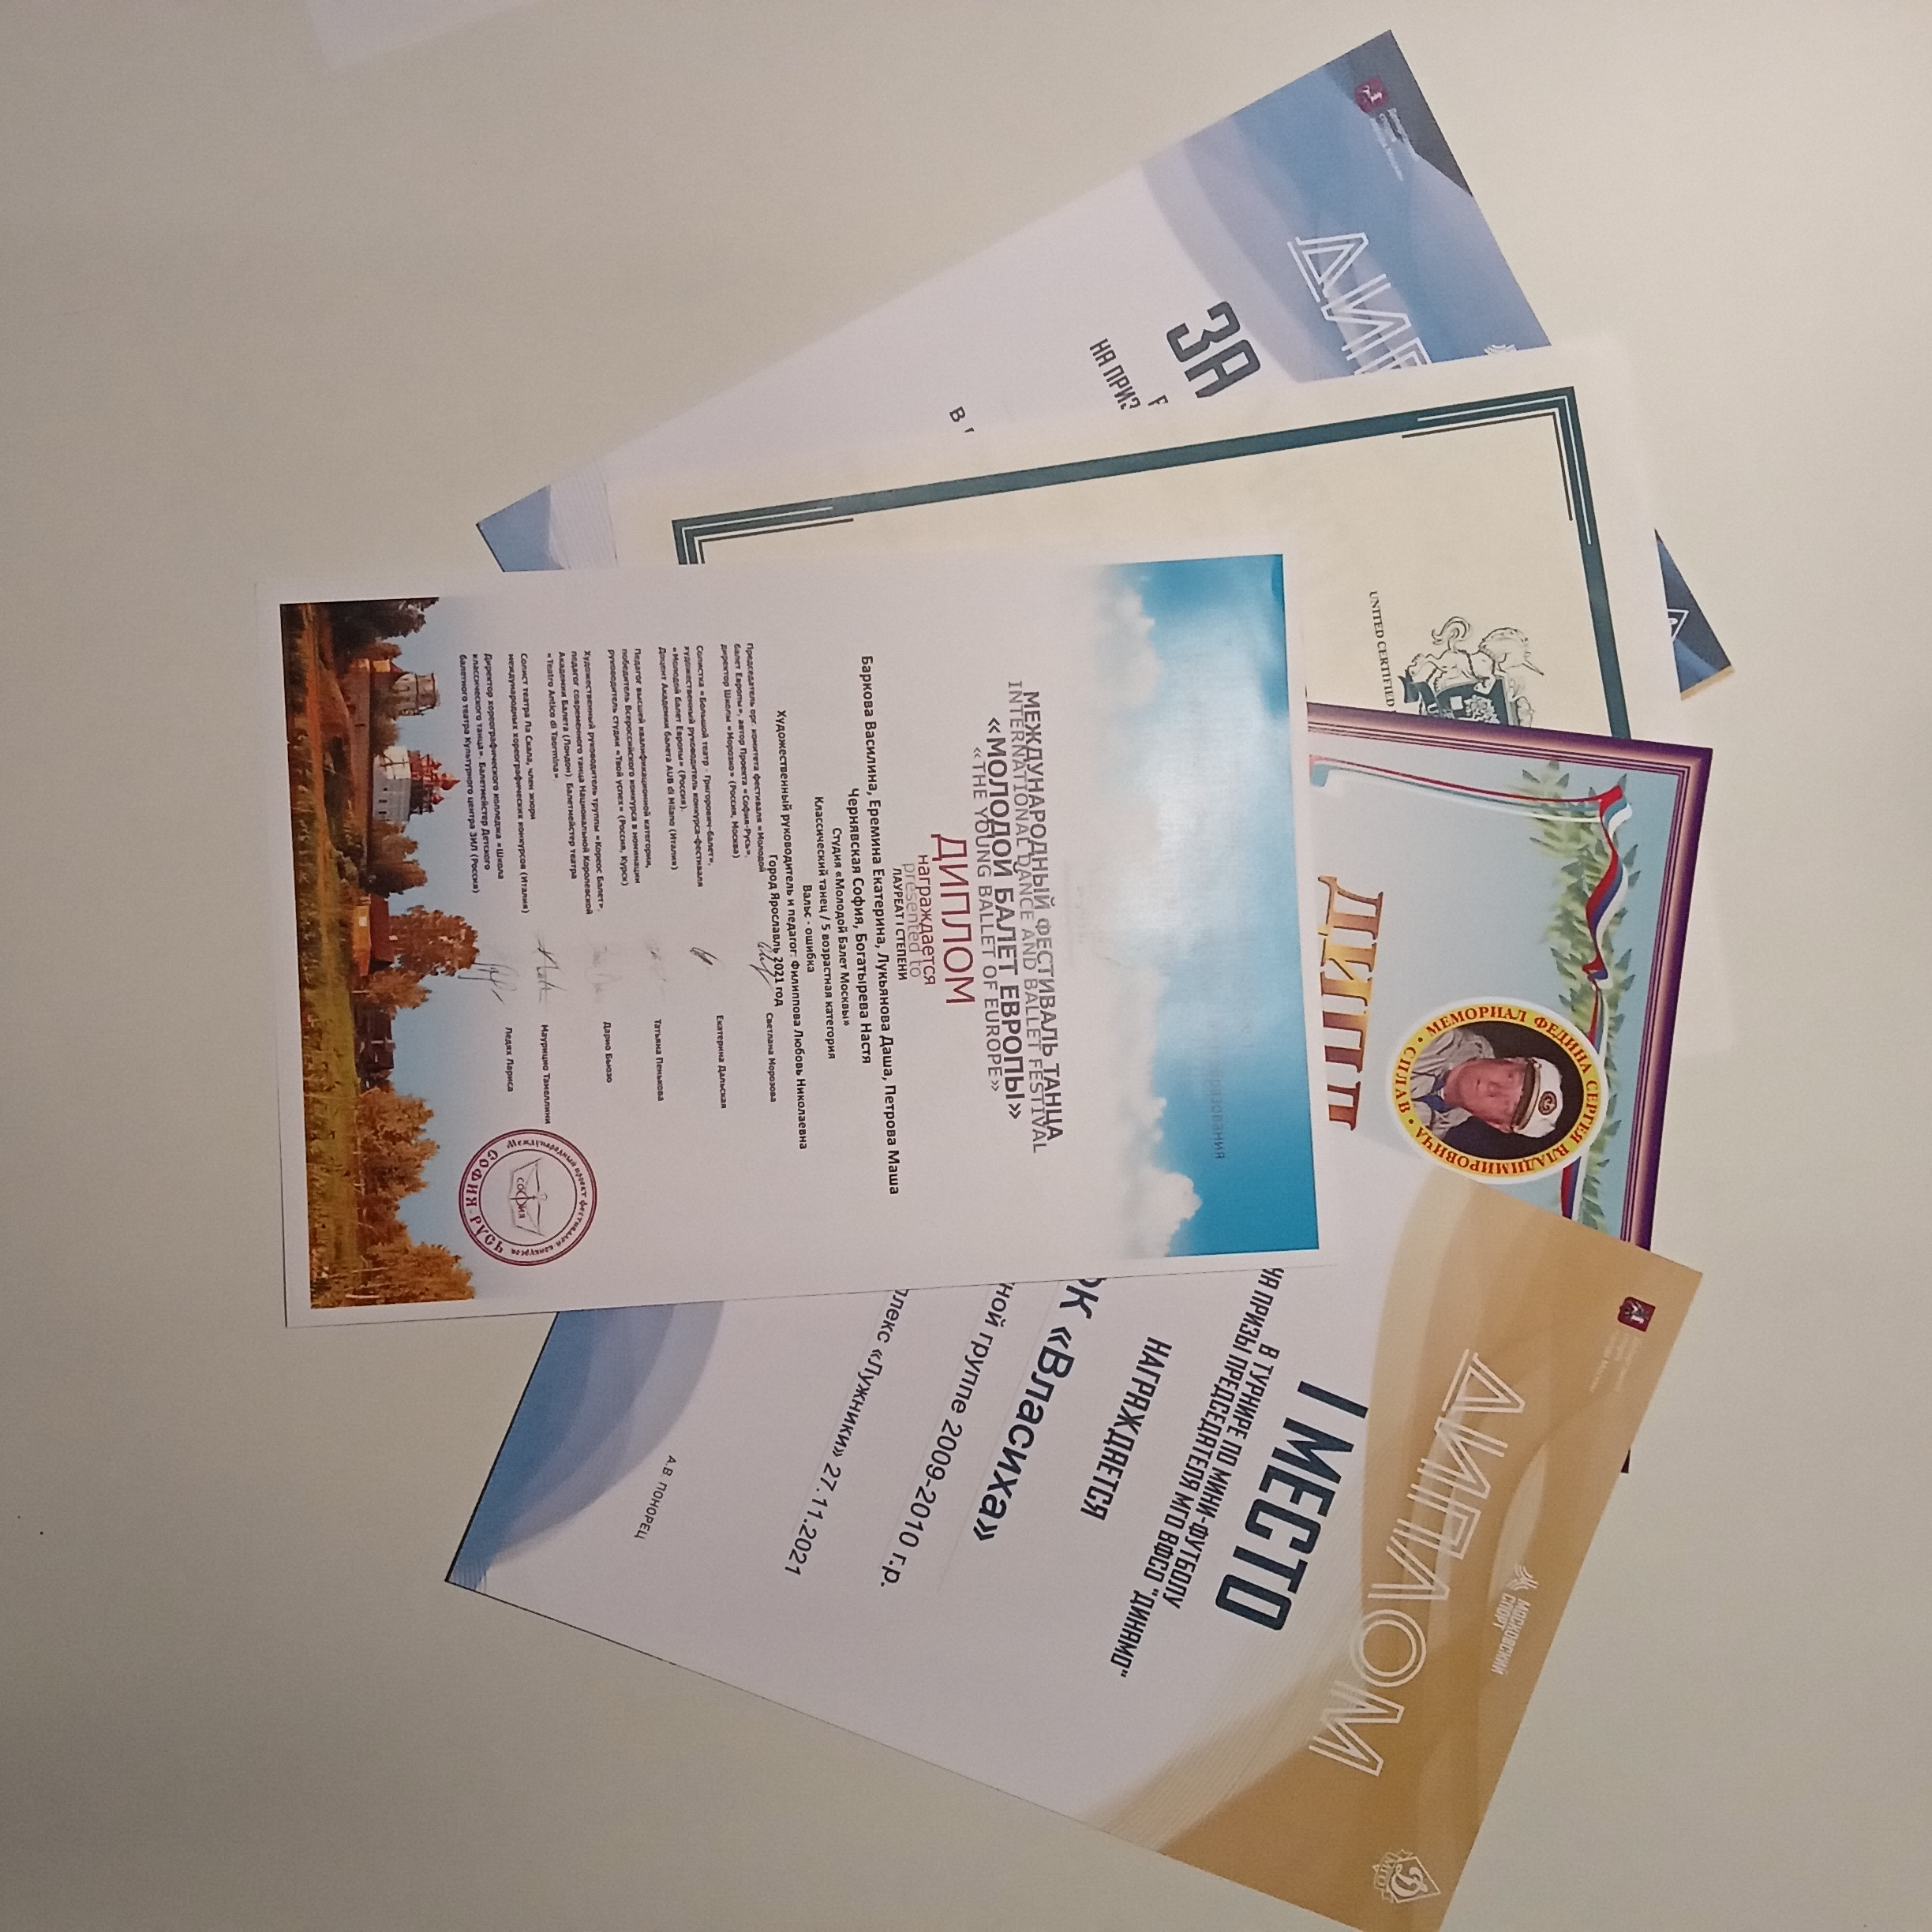 ДИП
ЗА
НА ПРИЗ
UNITED CERTIFIED
МЕМОРИАЛ ФЕДИНА СЕРГЕЯ ВЛАДИМИРОВИЧА
• СПЛАВ •
ДИПЛ
МОСКОВСКИЙ
СПОРТ
МГО
ДИПЛОМ
I МЕСТО
В ТУРНИРЕ ПО МИНИ-ФУТБОЛУ
НА ПРИЗЫ ПРЕДСЕДАТЕЛЯ МГО ВФСО "ДИНАМО"
НАГРАЖДАЕТСЯ
ФК «Власиха»
ной группе 2009-2010 г.р.
плекс «Лужники» 27.11.2021
А.В. ПОНОРЕЦ
МЕЖДУНАРОДНЫЙ ФЕСТИВАЛЬ ТАНЦА
INTERNATIONAL DANCE AND BALLET FESTIVAL
«МОЛОДОЙ БАЛЕТ ЕВРОПЫ»
«THE YOUNG BALLET OF EUROPE»
ДИПЛОМ
награждается
presented to
ЛАУРЕАТ I СТЕПЕНИ
Баркова Василина, Еремина Екатерина, Лукьянова Даша, Петрова Маша
Чернявская София, Богатырева Настя
Студия «Молодой Балет Москвы»
Классический танец / 5 возрастная категория
Вальс - ошибка
Художественный руководитель и педагог: Филиппова Любовь Николаевна
Город Ярославль 2021 год
Председатель орг. комитета фестиваля «Молодой
балет Европы», автор Проекта «София-Русь»,
директор Школы «Морозко» (Россия, Москва)
Светлана Морозова
Солистка «Большой театр - Григорович-балет»,
художественный руководитель конкурса-фестиваля
«Молодой Балет Европы» (Россия).
Доцент Академии балета AUB di Milano (Италия)
Екатерина Дальская
Педагог высшей квалификационной категории,
победитель Всероссийского конкурса в номинации
руководитель студии «Твой успех» (Россия, Курск)
Татьяна Пенькова
Художественный руководитель труппы «Кореос Балет»,
педагог современного танца Национальной Королевской
Академии Балета (Лондон). Балетмейстер театра
«Teatro Antico di Taormina».
Дарио Бьюзо
Солист театра Ла Скала, член жюри
международных хореографических конкурсов (Италия)
Маурицио Тамеллини
Директор хореографического колледжа «Школа
классического танца». Балетмейстер Детского
балетного театра Культурного центра ЗИЛ (Россия)
Ледях Лариса
Международный проект фестивалей конкурсов
СОФИЯ
СОФИЯ-РУСЬ